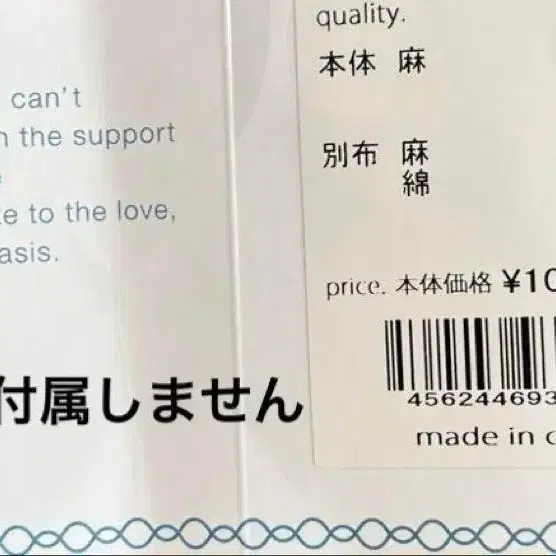 can't
the support
to the love,
asis.
付属しません
quality.
本体 麻
別布 麻
綿
price. 本体価格 ¥10
456244693
made in